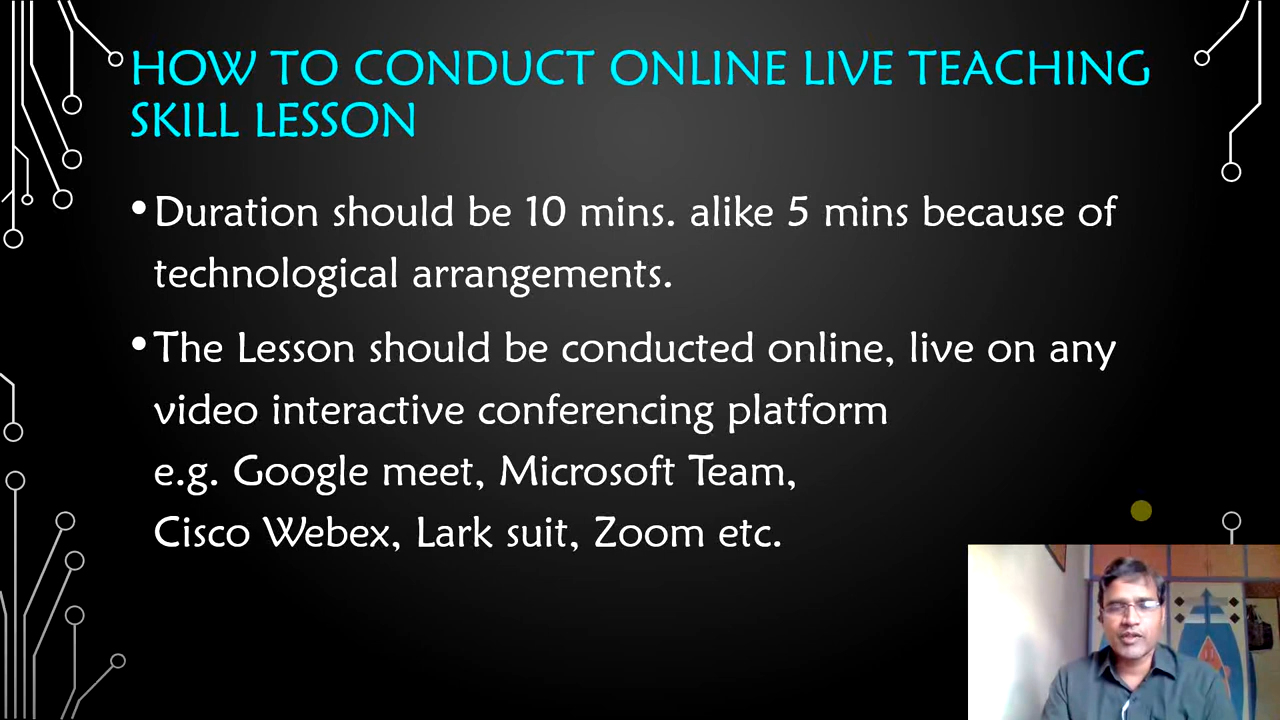 HOW TO CONDUCT ONLINE LIVE TEACHING
SKILL LESSON
•Duration should be 10 mins. alike 5 mins because of
technological arrangements.
•The Lesson should be conducted online, live on any
video interactive conferencing platform
e.g. Google meet, Microsoft Team,
Cisco Webex, Lark suit, Zoom etc.